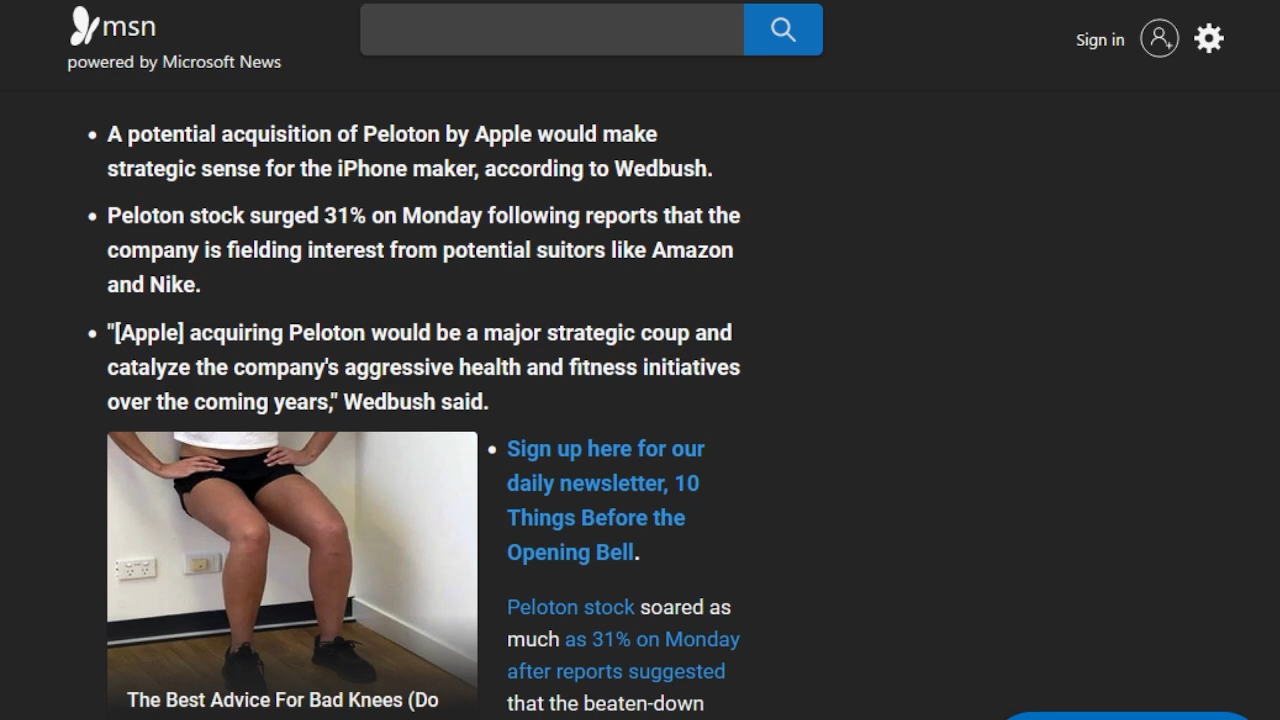 msn
powered by Microsoft News
Sign in
• A potential acquisition of Peloton by Apple would make
strategic sense for the iPhone maker, according to Wedbush.
• Peloton stock surged 31% on Monday following reports that the
company is fielding interest from potential suitors like Amazon
and Nike.
• "[Apple] acquiring Peloton would be a major strategic coup and
catalyze the company's aggressive health and fitness initiatives
over the coming years," Wedbush said.
• Sign up here for our
daily newsletter, 10
Things Before the
Opening Bell.
Peloton stock soared as
much as 31% on Monday
after reports suggested
that the beaten-down
The Best Advice For Bad Knees (Do